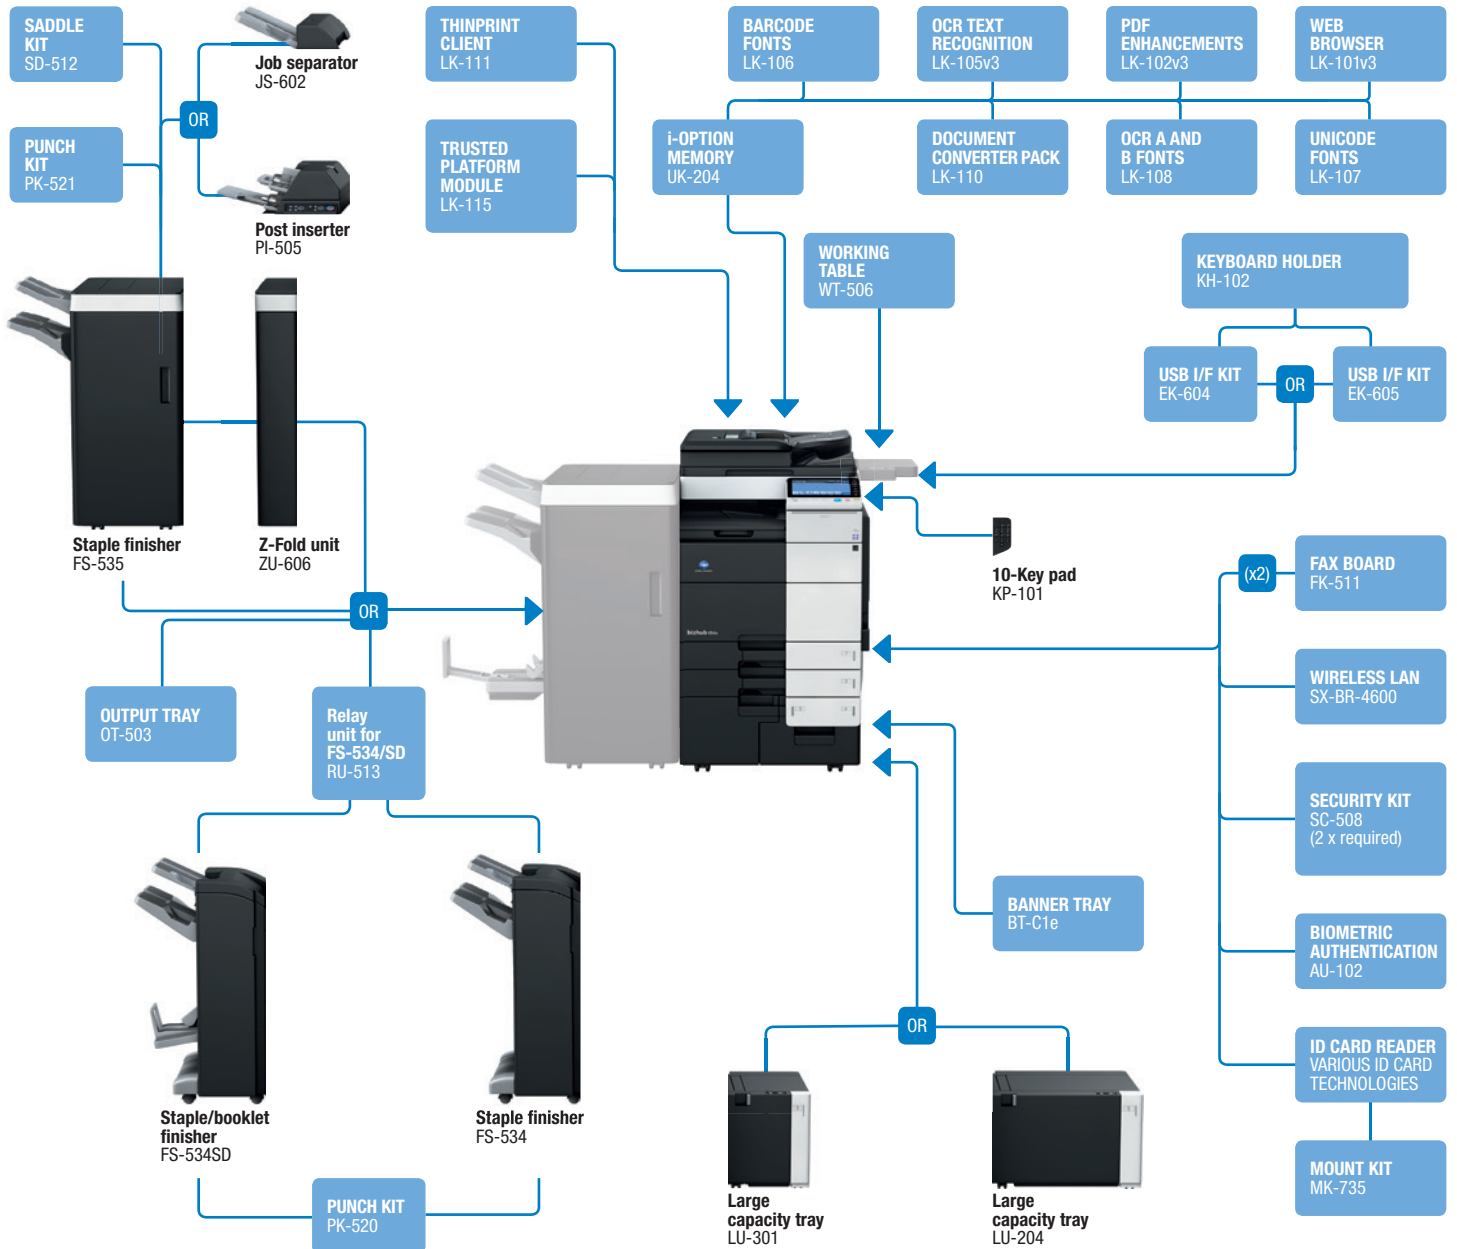 SADDLE
KIT
SD-512
Job separator
JS-602
OR
PUNCH
KIT
PK-521
Post inserter
PI-505
THINPRINT
CLIENT
LK-111
TRUSTED
PLATFORM
MODULE
LK-115
BARCODE
FONTS
LK-106
OCR TEXT
RECOGNITION
LK-105v3
PDF
ENHANCEMENTS
LK-102v3
WEB
BROWSER
LK-101v3
i-OPTION
MEMORY
UK-204
DOCUMENT
CONVERTER PACK
LK-110
OCR A AND
B FONTS
LK-108
UNICODE
FONTS
LK-107
WORKING
TABLE
WT-506
KEYBOARD HOLDER
KH-102
USB I/F KIT
EK-604
OR
USB I/F KIT
EK-605
Staple finisher
FS-535
Z-Fold unit
ZU-606
OR
bizhub
10-Key pad
KP-101
(x2)
FAX BOARD
FK-511
WIRELESS LAN
SX-BR-4600
SECURITY KIT
SC-508
(2 x required)
BIOMETRIC
AUTHENTICATION
AU-102
ID CARD READER
VARIOUS ID CARD
TECHNOLOGIES
MOUNT KIT
MK-735
OUTPUT TRAY
OT-503
Relay
unit for
FS-534/SD
RU-513
BANNER TRAY
BT-C1e
OR
Staple/booklet
finisher
FS-534SD
Staple finisher
FS-534
PUNCH KIT
PK-520
Large
capacity tray
LU-301
Large
capacity tray
LU-204